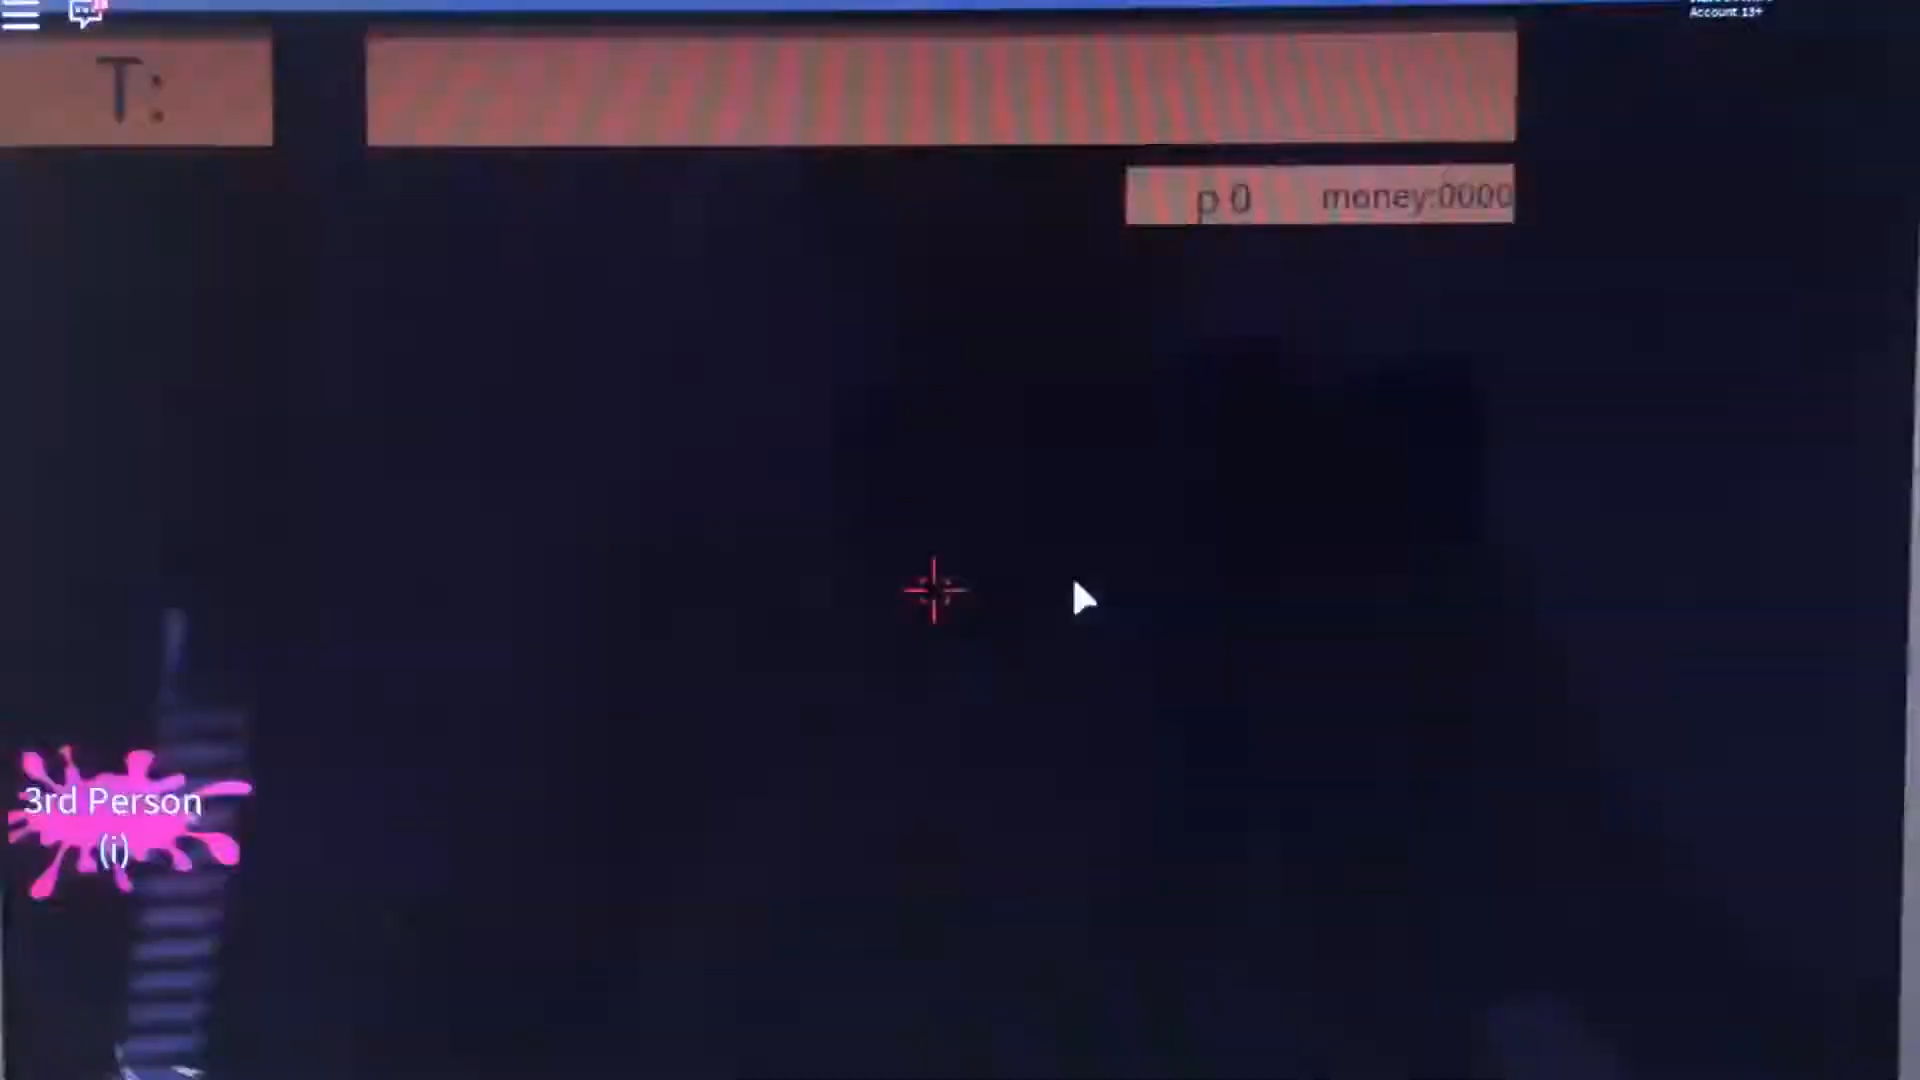 Account 13+
T:
p 0 money:0000
3rd Person
(i)